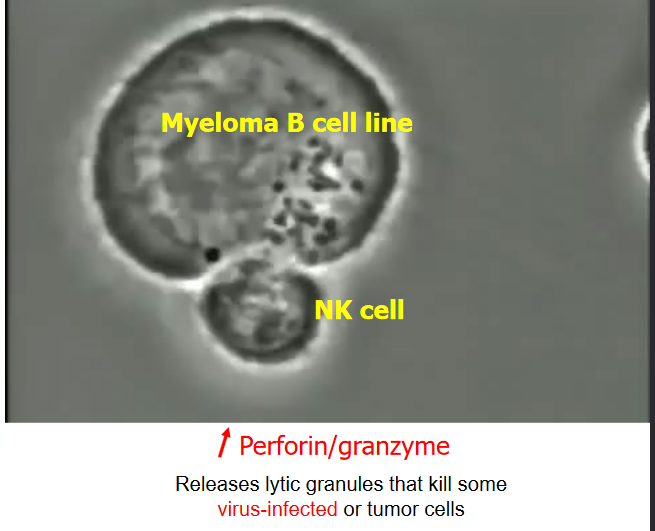 Myeloma B cell line
NK cell
Perforin/granzyme
Releases lytic granules that kill some
virus-infected or tumor cells